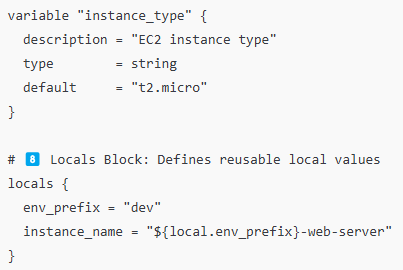 variable "instance_type" {
  description = "EC2 instance type"
  type        = string
  default     = "t2.micro"
}

# 8️⃣ Locals Block: Defines reusable local values
locals {
  env_prefix = "dev"
  instance_name = "${local.env_prefix}-web-server"
}